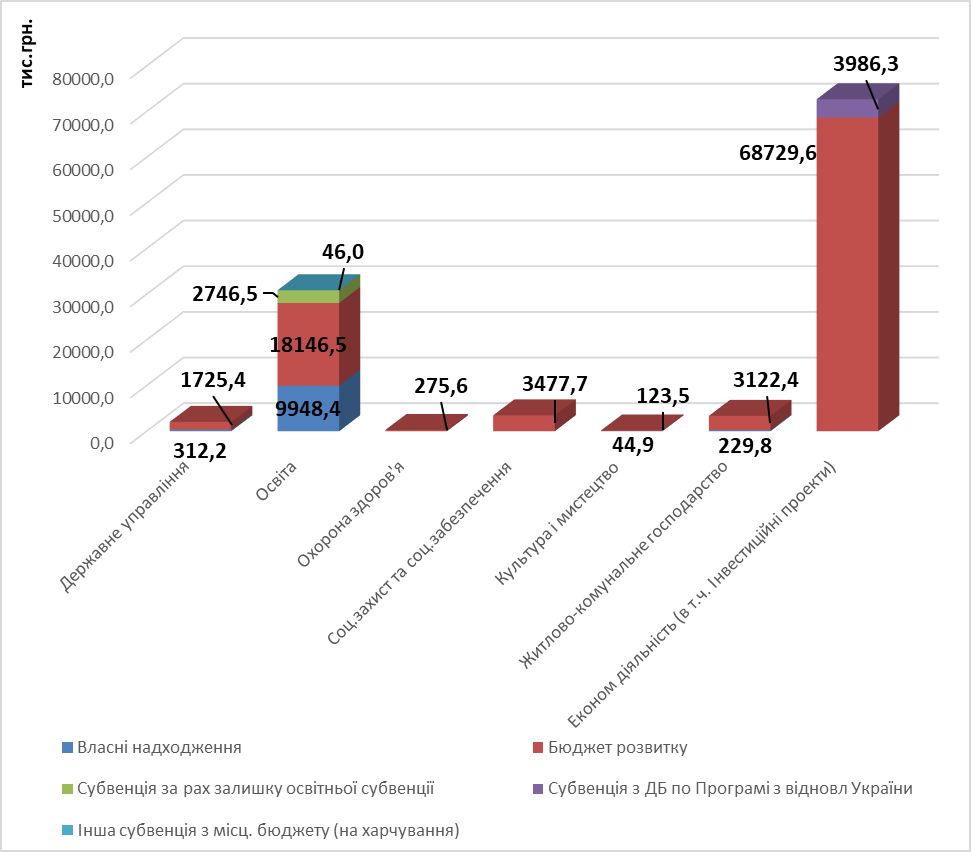 тис.грн.
80000,0
70000,0
60000,0
50000,0
40000,0
30000,0
20000,0
10000,0
0,0
3986,3
68729,6
46,0
2746,5
18146,5
9948,4
1725,4
312,2
275,6
3477,7
123,5
44,9
3122,4
229,8
Державне управління
Освіта
Охорона здоров'я
Соц.захист та соц.забезпечення
Культура і мистецтво
Житлово-комунальне господарство
Економ діяльність (в т.ч. Інвестиційні проекти)
Власні надходження
Бюджет розвитку
Субвенція за рах залишку освітньої субвенції
Субвенція з ДБ по Програмі з відновл України
Інша субвенція з місц. бюджету (на харчування)